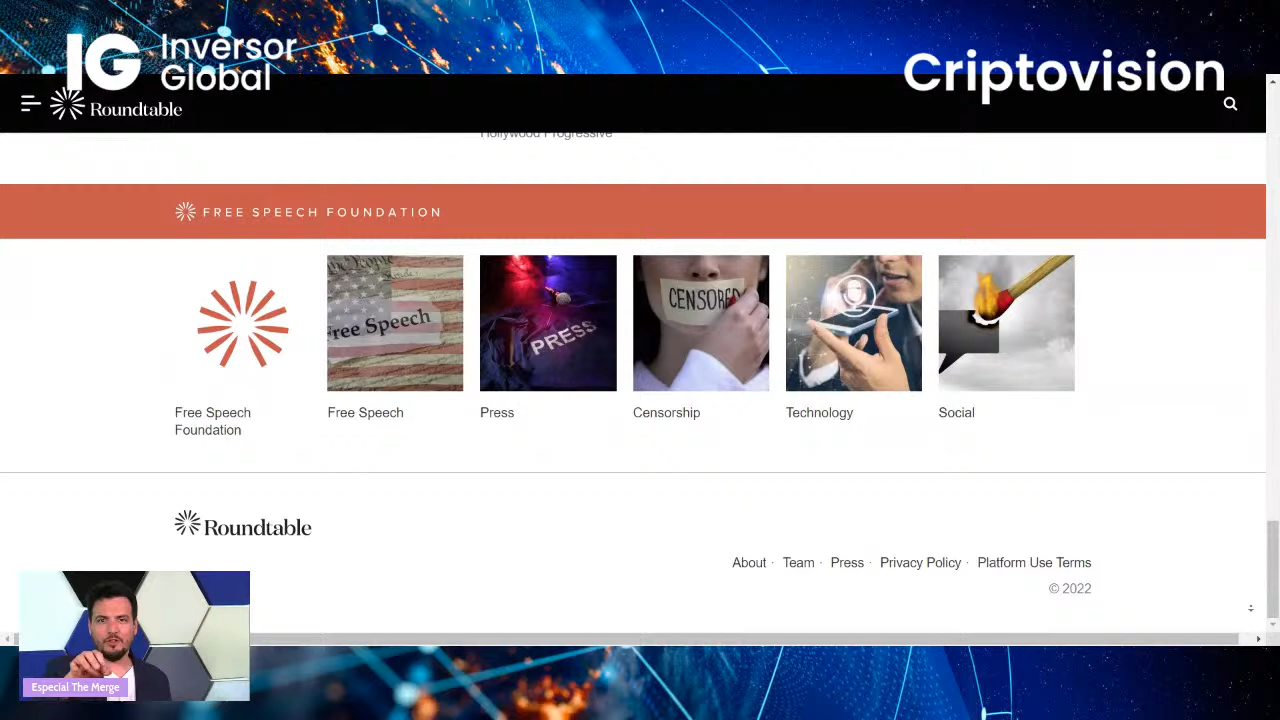 IG Inversor
Global
Criptovision
Roundtable
Hollywood Progressive
FREE SPEECH FOUNDATION
Free Speech
PRESS
CENSORED
Free Speech
Foundation
Free Speech
Press
Censorship
Technology
Social
Roundtable
About · Team · Press · Privacy Policy · Platform Use Terms
© 2022
Especial The Merge